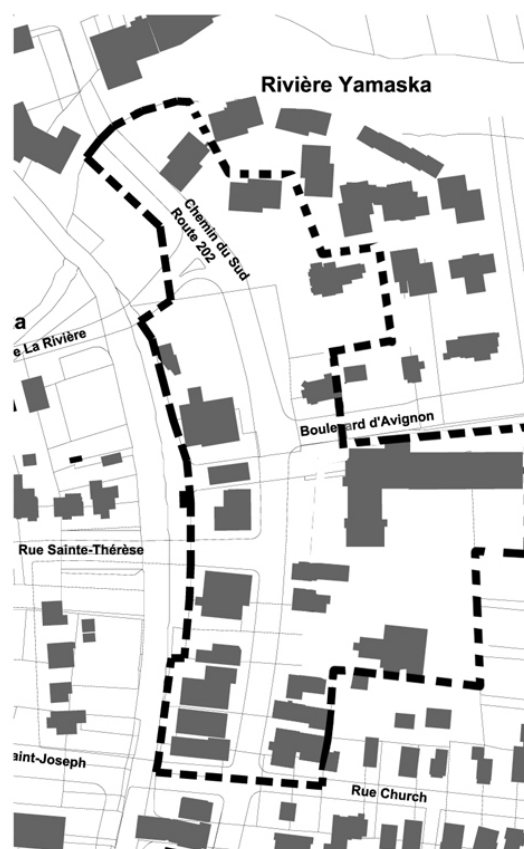 Rivière Yamaska
Chemin du Sud
Route 202
a
e La Rivière
Boulevard d'Avignon
Rue Sainte-Thérèse
aint-Joseph
Rue Church